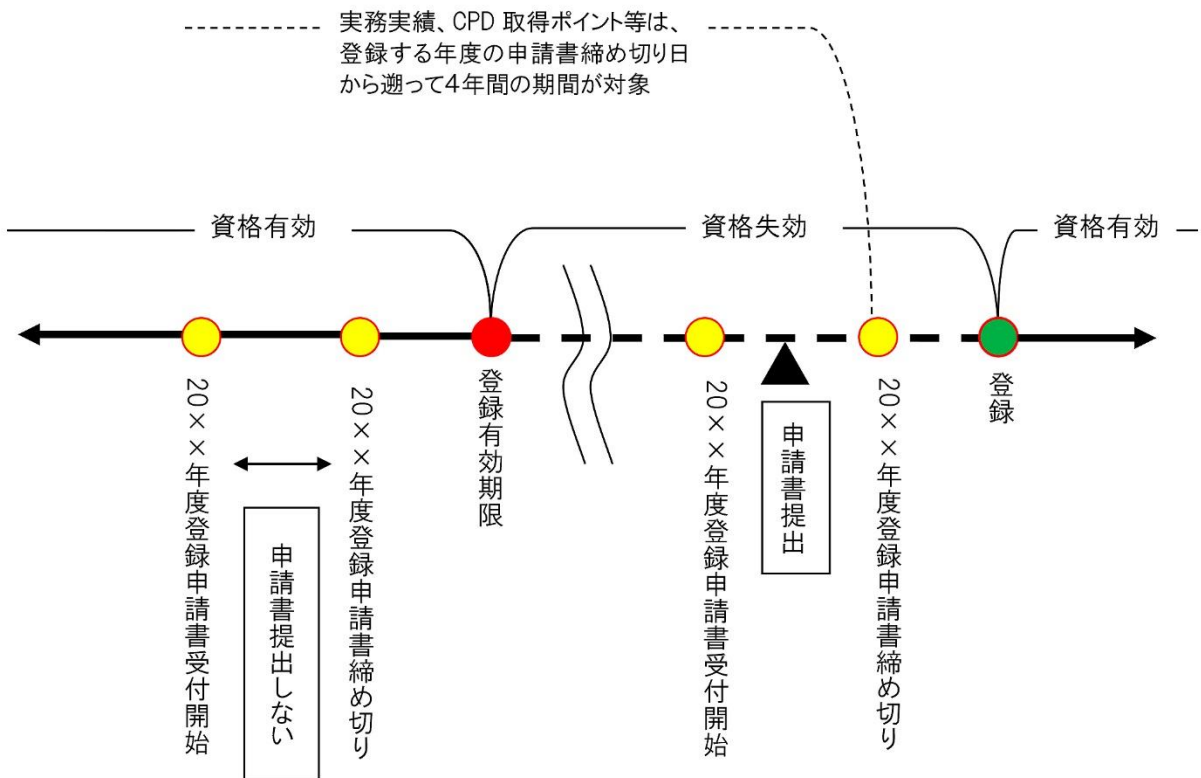 実務実績、CPD 取得ポイント等は、
登録する年度の申請書締め切り日
から遡って4年間の期間が対象
資格有効
資格失効
資格有効
20××年度登録申請書受付開始
申請書提出しない
20××年度登録申請書締め切り
登録有効期限
20××年度登録申請書受付開始
申請書提出
20××年度登録申請書締め切り
登録